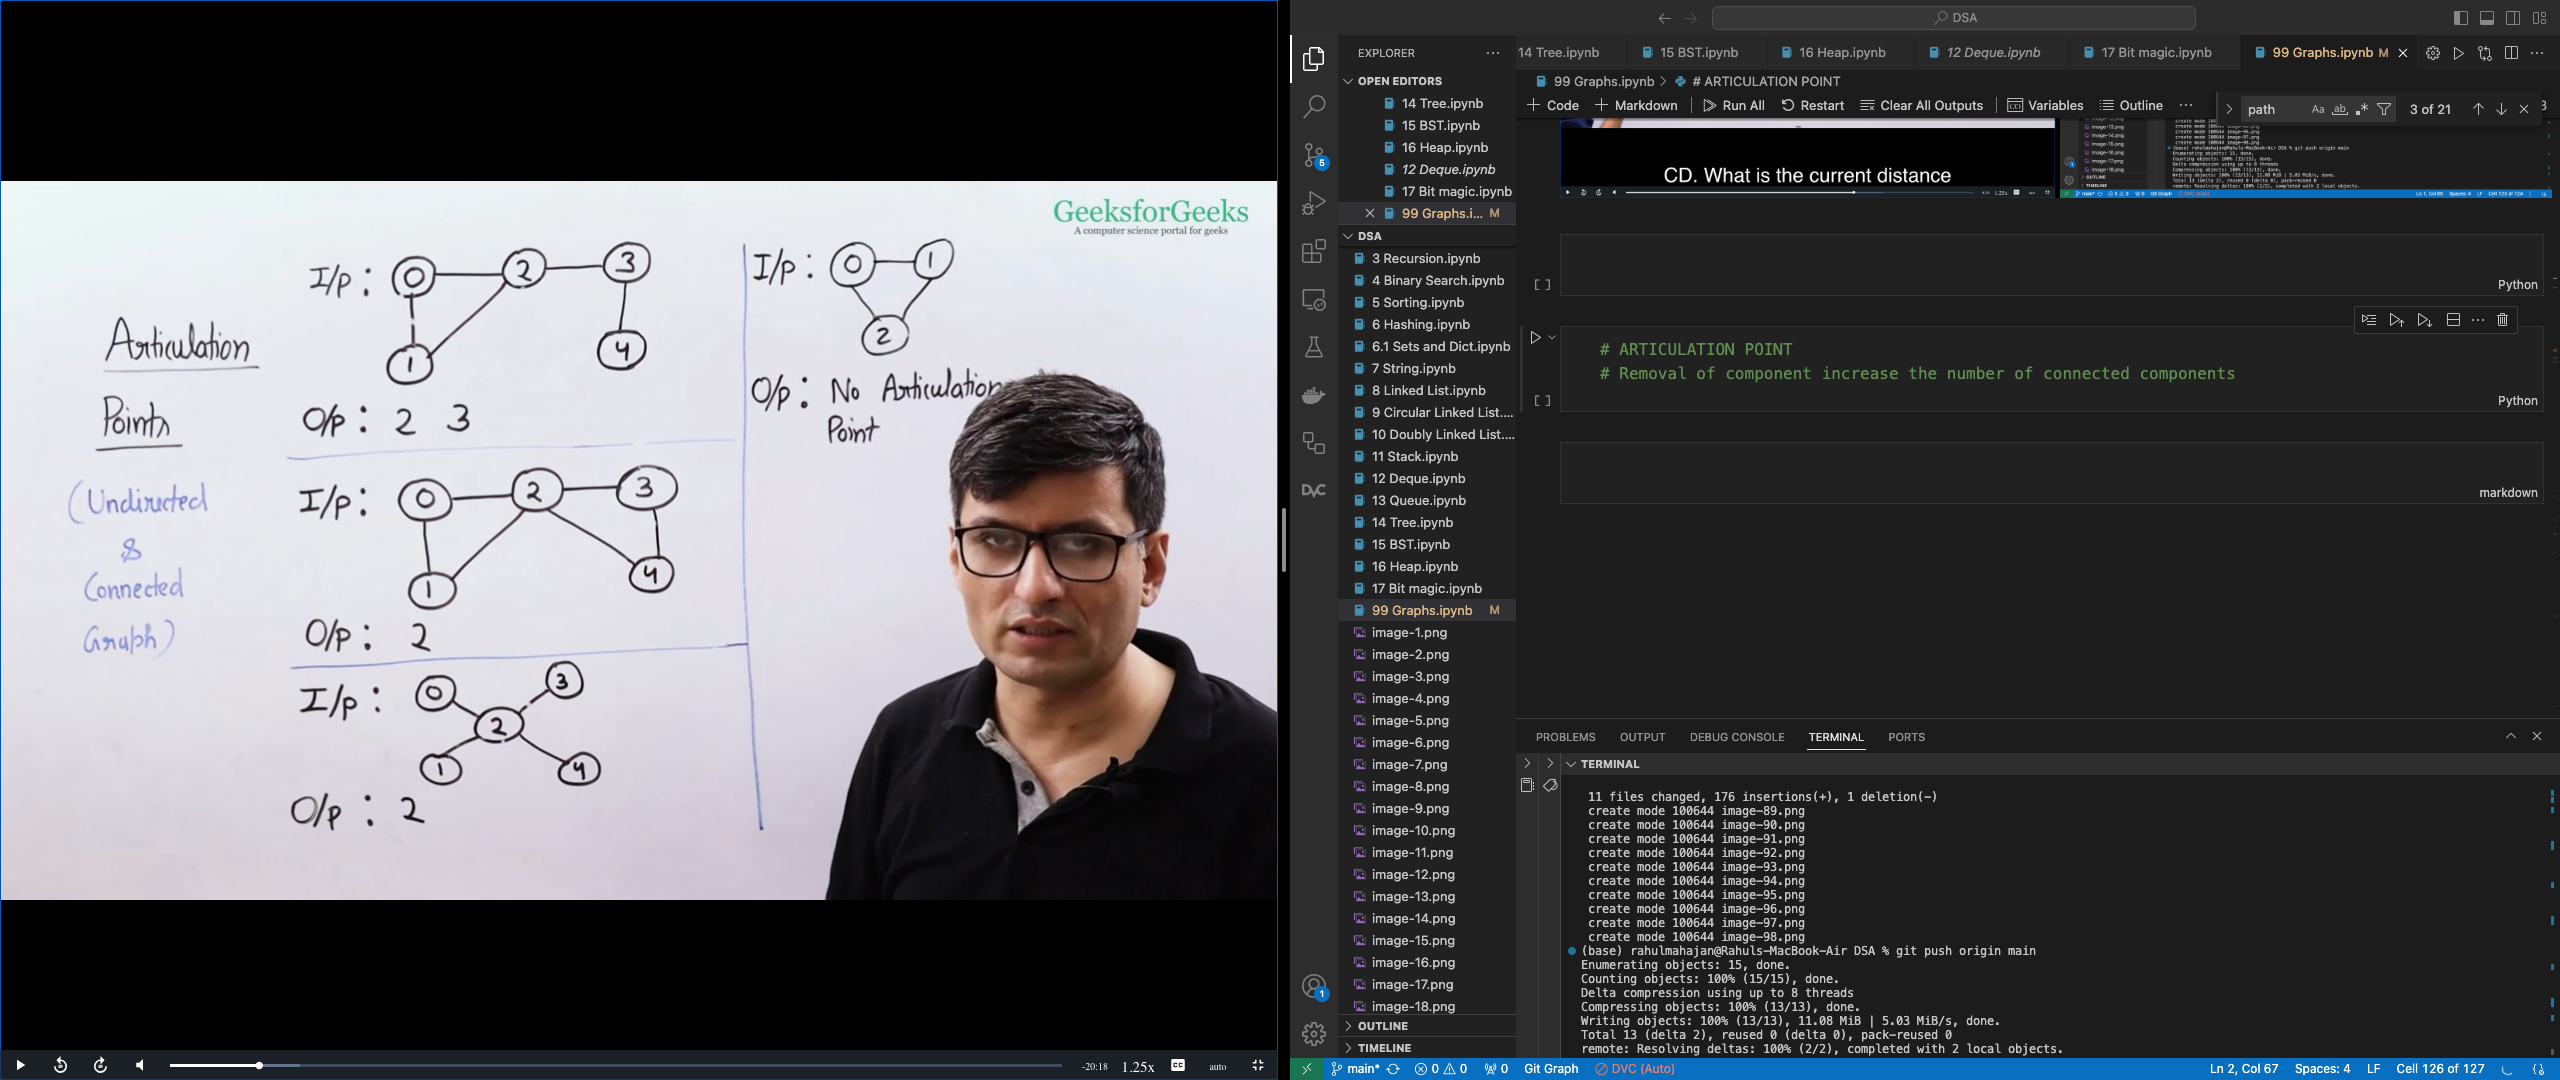 GeeksforGeeks
A computer science portal for geeks
Articulation
Points
(Undirected
&
Connected
Graph)
I/p : 0 2 3
1 4
O/p : 2 3
I/p : 0 2 3
1 4
O/p : 2
I/p : 0 3
2
1 4
O/p : 2
I/p : 0 1
2
O/p : No Articulation
Point
-20:18 1.25x CC auto
DSA
EXPLORER
OPEN EDITORS
14 Tree.ipynb
15 BST.ipynb
16 Heap.ipynb
12 Deque.ipynb
17 Bit magic.ipynb
99 Graphs.i... M
DSA
3 Recursion.ipynb
4 Binary Search.ipynb
5 Sorting.ipynb
6 Hashing.ipynb
6.1 Sets and Dict.ipynb
7 String.ipynb
8 Linked List.ipynb
9 Circular Linked List....
10 Doubly Linked List....
11 Stack.ipynb
12 Deque.ipynb
13 Queue.ipynb
14 Tree.ipynb
15 BST.ipynb
16 Heap.ipynb
17 Bit magic.ipynb
99 Graphs.ipynb M
image-1.png
image-2.png
image-3.png
image-4.png
image-5.png
image-6.png
image-7.png
image-8.png
image-9.png
image-10.png
image-11.png
image-12.png
image-13.png
image-14.png
image-15.png
image-16.png
image-17.png
image-18.png
OUTLINE
TIMELINE
5
DVC
1
14 Tree.ipynb 15 BST.ipynb 16 Heap.ipynb 12 Deque.ipynb 17 Bit magic.ipynb 99 Graphs.ipynb M
99 Graphs.ipynb > # ARTICULATION POINT
+ Code + Markdown Run All Restart Clear All Outputs Variables Outline ...
path Aa ab 3 of 21
CD. What is the current distance
[ ] Python
# ARTICULATION POINT
# Removal of component increase the number of connected components
[ ] Python
markdown
PROBLEMS OUTPUT DEBUG CONSOLE TERMINAL PORTS
TERMINAL
11 files changed, 176 insertions(+), 1 deletion(-)
create mode 100644 image-89.png
create mode 100644 image-90.png
create mode 100644 image-91.png
create mode 100644 image-92.png
create mode 100644 image-93.png
create mode 100644 image-94.png
create mode 100644 image-95.png
create mode 100644 image-96.png
create mode 100644 image-97.png
create mode 100644 image-98.png
(base) rahulmahajan@Rahuls-MacBook-Air DSA % git push origin main
Enumerating objects: 15, done.
Counting objects: 100% (15/15), done.
Delta compression using up to 8 threads
Compressing objects: 100% (13/13), done.
Writing objects: 100% (13/13), 11.08 MiB | 5.03 MiB/s, done.
Total 13 (delta 2), reused 0 (delta 0), pack-reused 0
remote: Resolving deltas: 100% (2/2), completed with 2 local objects.
main* 0 0 0 Git Graph DVC (Auto) Ln 2, Col 67 Spaces: 4 LF Cell 126 of 127